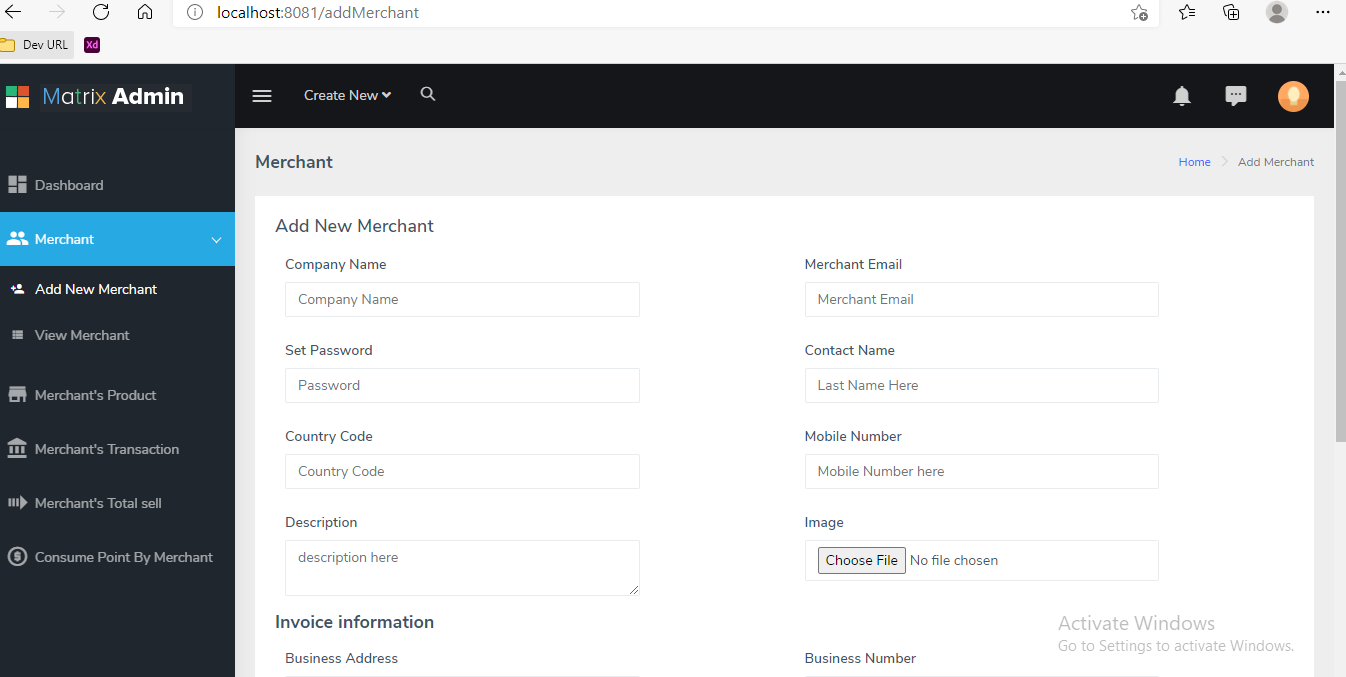 localhost:8081/addMerchant
Dev URL
Xd
Matrix Admin
Create New
Merchant
Home
Add Merchant
Dashboard
Merchant
Add New Merchant
View Merchant
Merchant's Product
Merchant's Transaction
Merchant's Total sell
Consume Point By Merchant
Add New Merchant
Company Name
Merchant Email
Company Name
Merchant Email
Set Password
Contact Name
Password
Last Name Here
Country Code
Mobile Number
Country Code
Mobile Number here
Description
Image
description here
Choose File No file chosen
Invoice information
Business Address
Business Number
Activate Windows
Go to Settings to activate Windows.